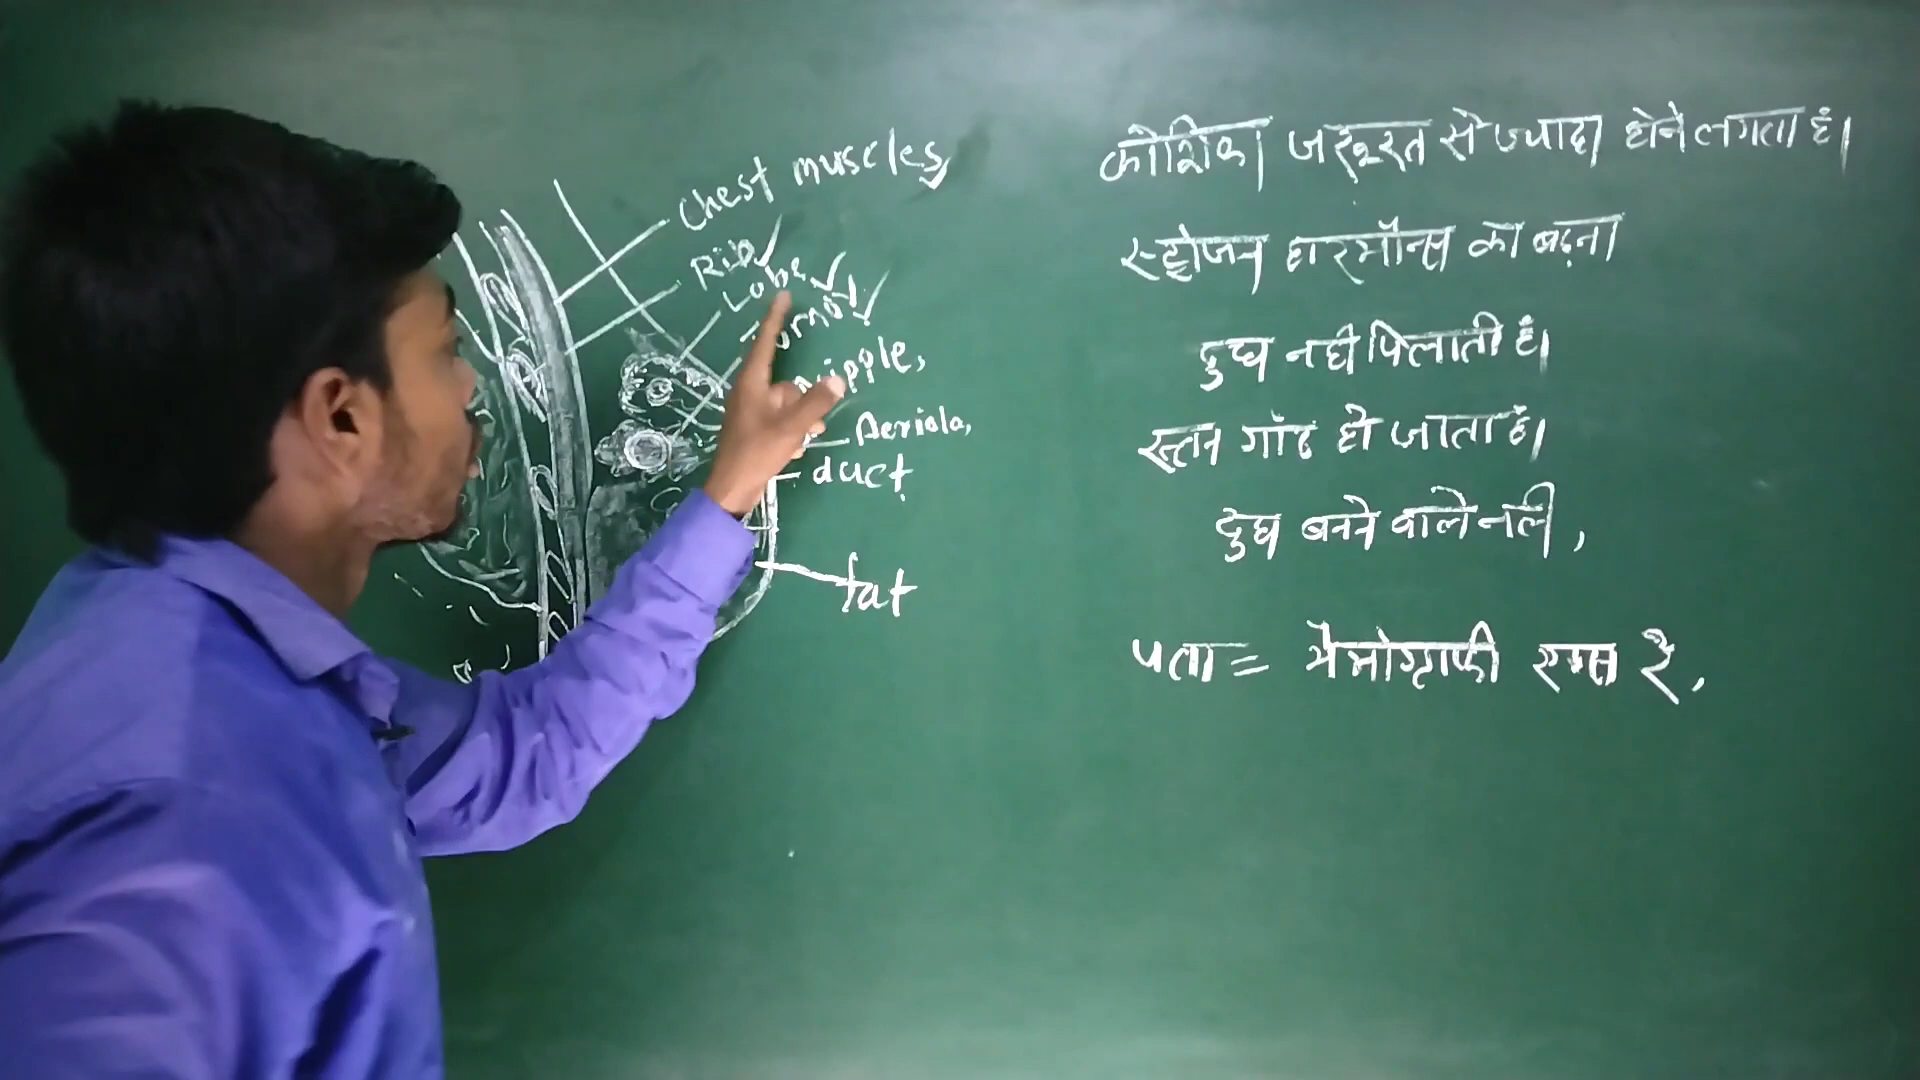 Chest muscles
Rib
Lobe
nipple,
Aeriola,
duct
fat
कोशिका जरूरत से ज्यादा होने लगता है।
स्ट्रोजन हारमोन्स का बढ़ना
दुध नही पिलाती है।
स्तन गाँठ हो जाता है।
दुध बनने वाले नली,
पता = मैमोग्राफी एक्स रे,